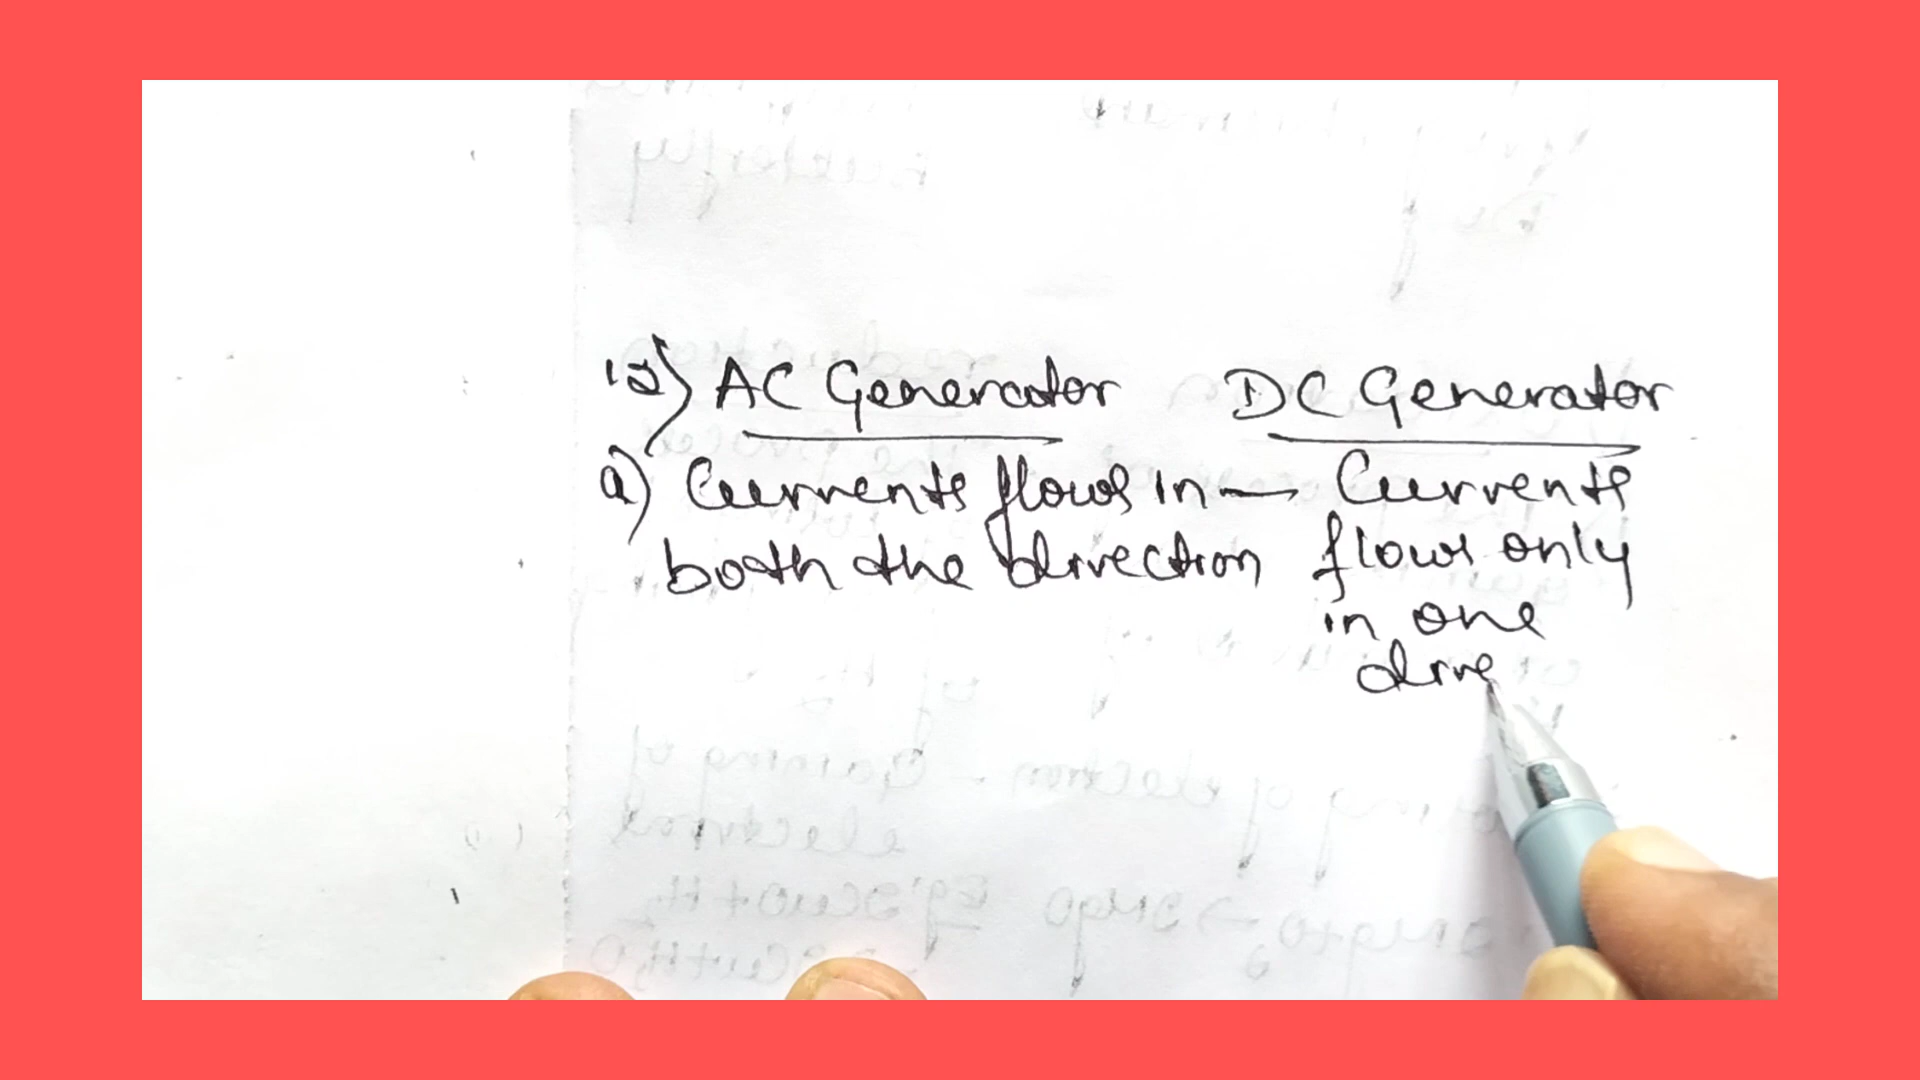 12) AC Generator DC Generator
a) Currents flows in — Currents
both the direction flows only
in one
dire